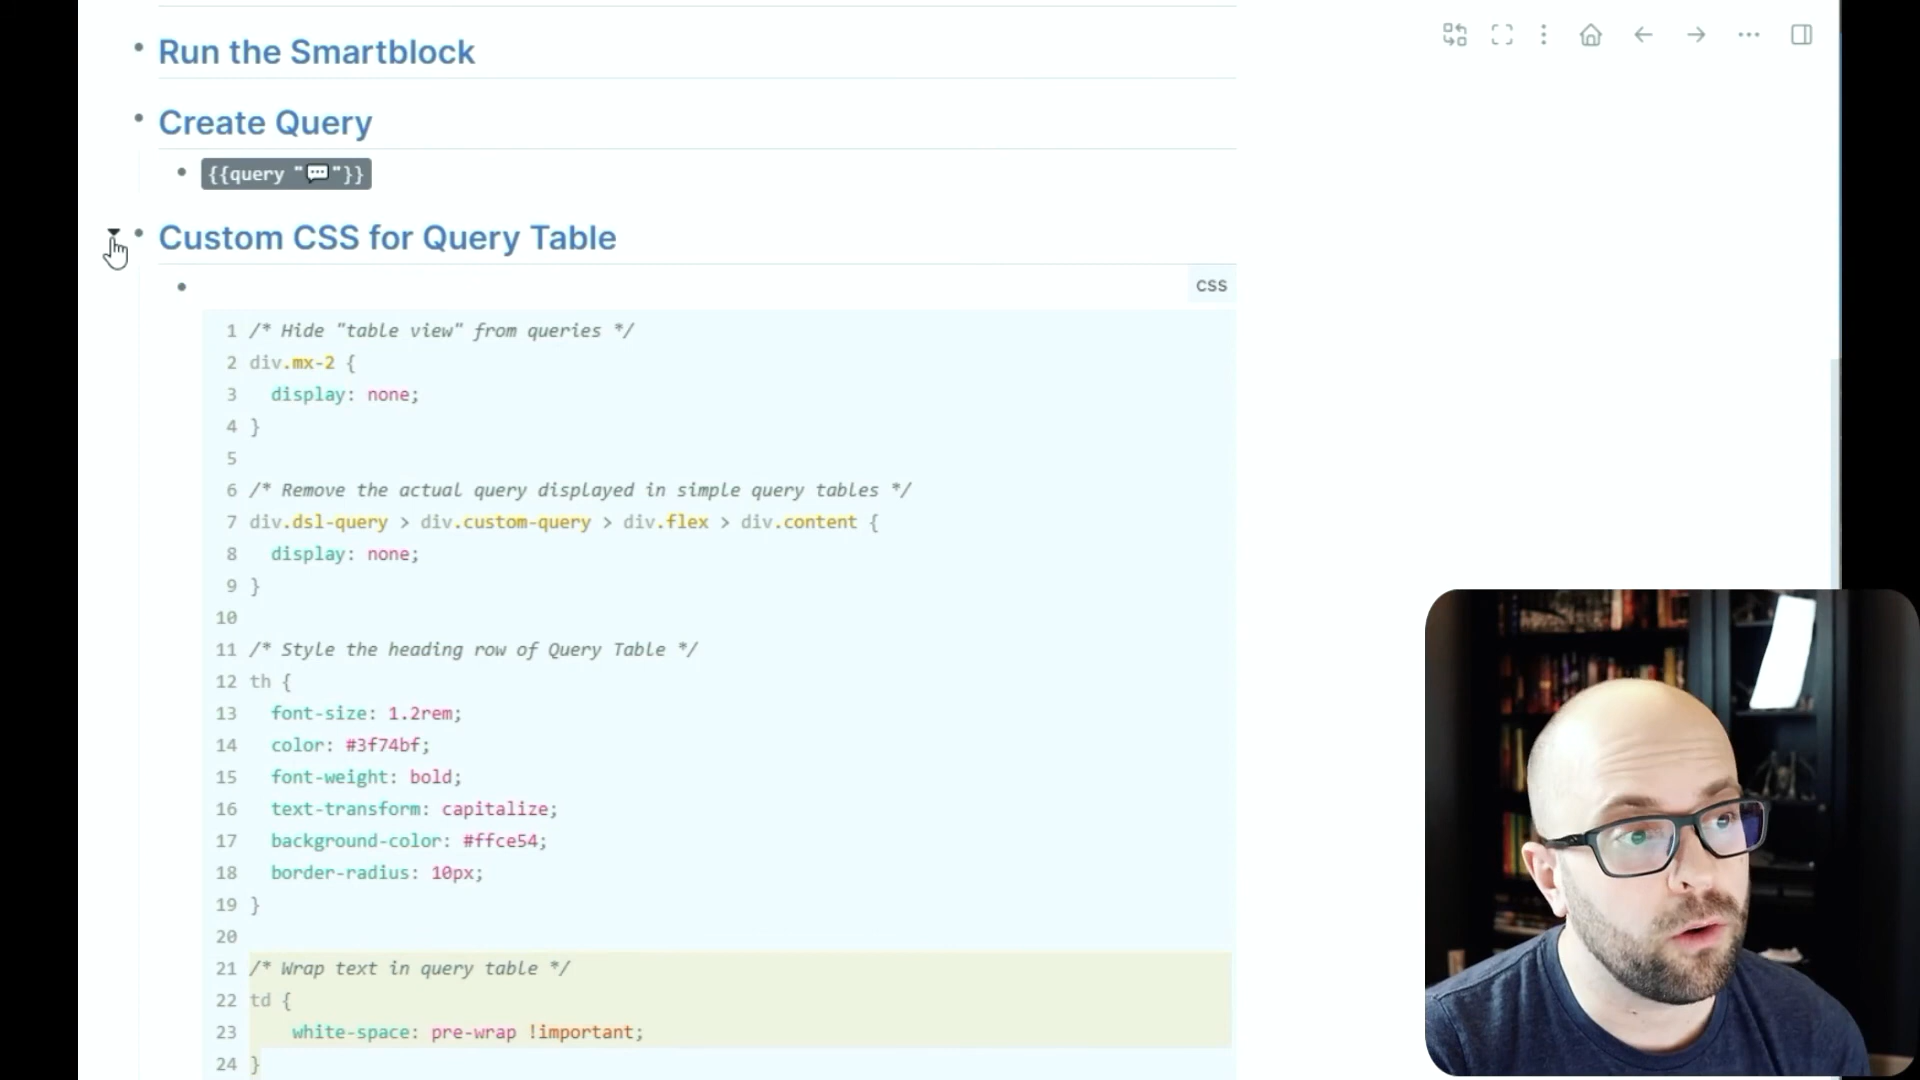 Run the Smartblock
Create Query
{{query "💬"}}
Custom CSS for Query Table
CSS
1 /* Hide "table view" from queries */
2 div.mx-2 {
3   display: none;
4 }
5
6 /* Remove the actual query displayed in simple query tables */
7 div.dsl-query > div.custom-query > div.flex > div.content {
8   display: none;
9 }
10
11 /* Style the heading row of Query Table */
12 th {
13   font-size: 1.2rem;
14   color: #3f74bf;
15   font-weight: bold;
16   text-transform: capitalize;
17   background-color: #ffce54;
18   border-radius: 10px;
19 }
20
21 /* Wrap text in query table */
22 td {
23     white-space: pre-wrap !important;
24 }